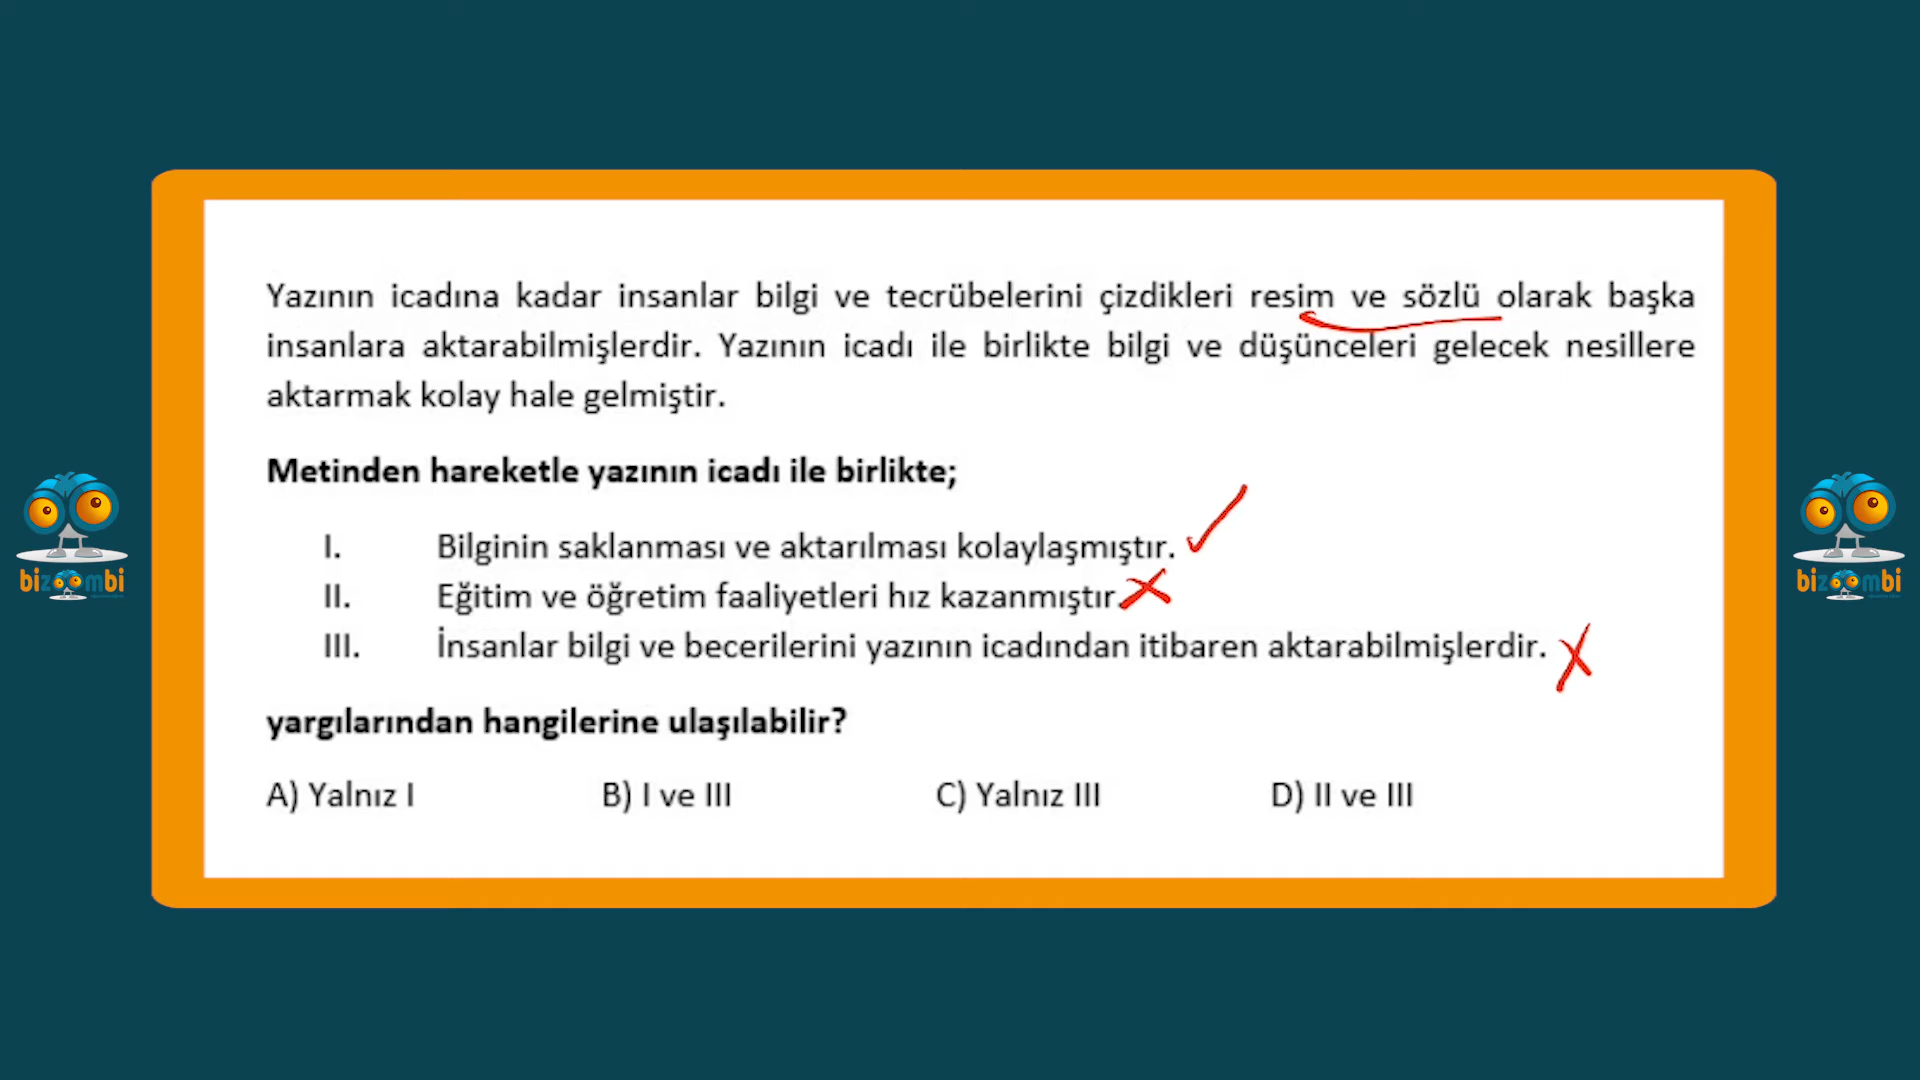 Yazının icadına kadar insanlar bilgi ve tecrübelerini çizdikleri resim ve sözlü olarak başka
insanlara aktarabilmişlerdir. Yazının icadı ile birlikte bilgi ve düşünceleri gelecek nesillere
aktarmak kolay hale gelmiştir.
Metinden hareketle yazının icadı ile birlikte;
I. Bilginin saklanması ve aktarılması kolaylaşmıştır.
II. Eğitim ve öğretim faaliyetleri hız kazanmıştır.
III. İnsanlar bilgi ve becerilerini yazının icadından itibaren aktarabilmişlerdir.
yargılarından hangilerine ulaşılabilir?
A) Yalnız I B) I ve III C) Yalnız III D) II ve III
bizoombi
bizoombi